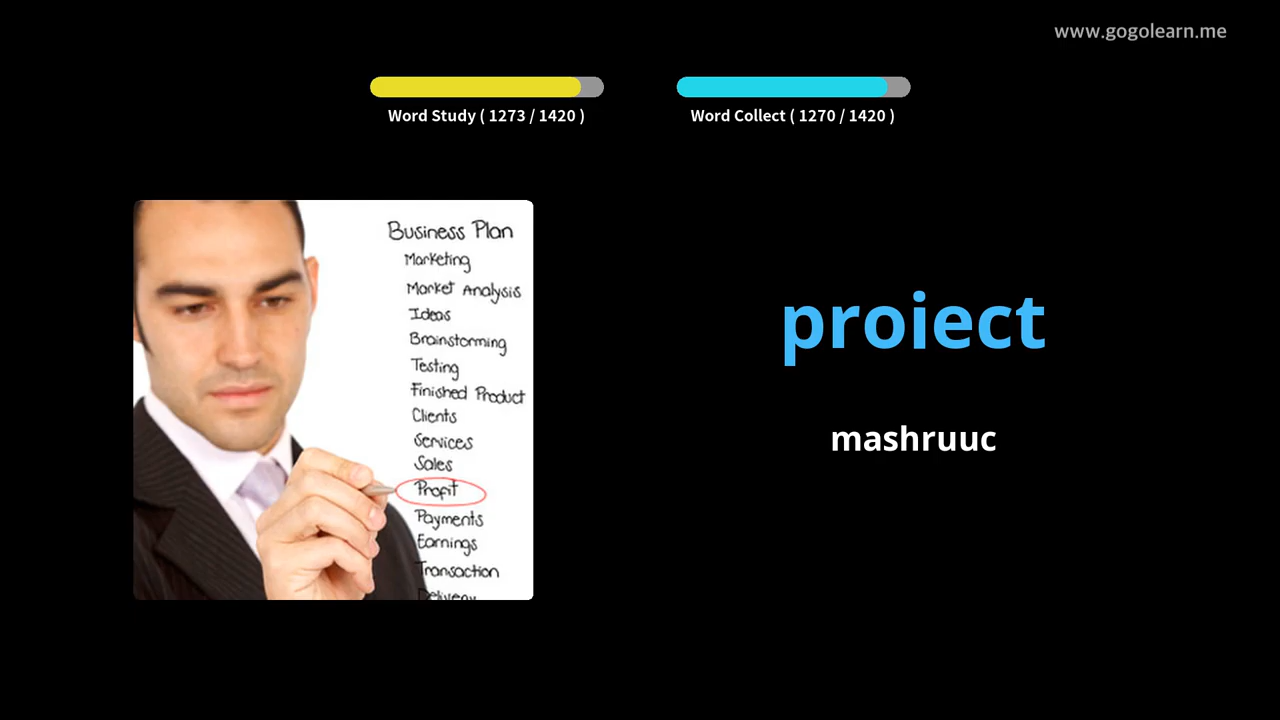 www.gogolearn.me
Word Study ( 1273 / 1420 )
Word Collect ( 1270 / 1420 )
Business Plan
Marketing
Market Analysis
Ideas
Brainstorming
Testing
Finished Product
Clients
Services
Sales
Profit
Payments
Earnings
Transaction
Delivery
proiect
mashruuc